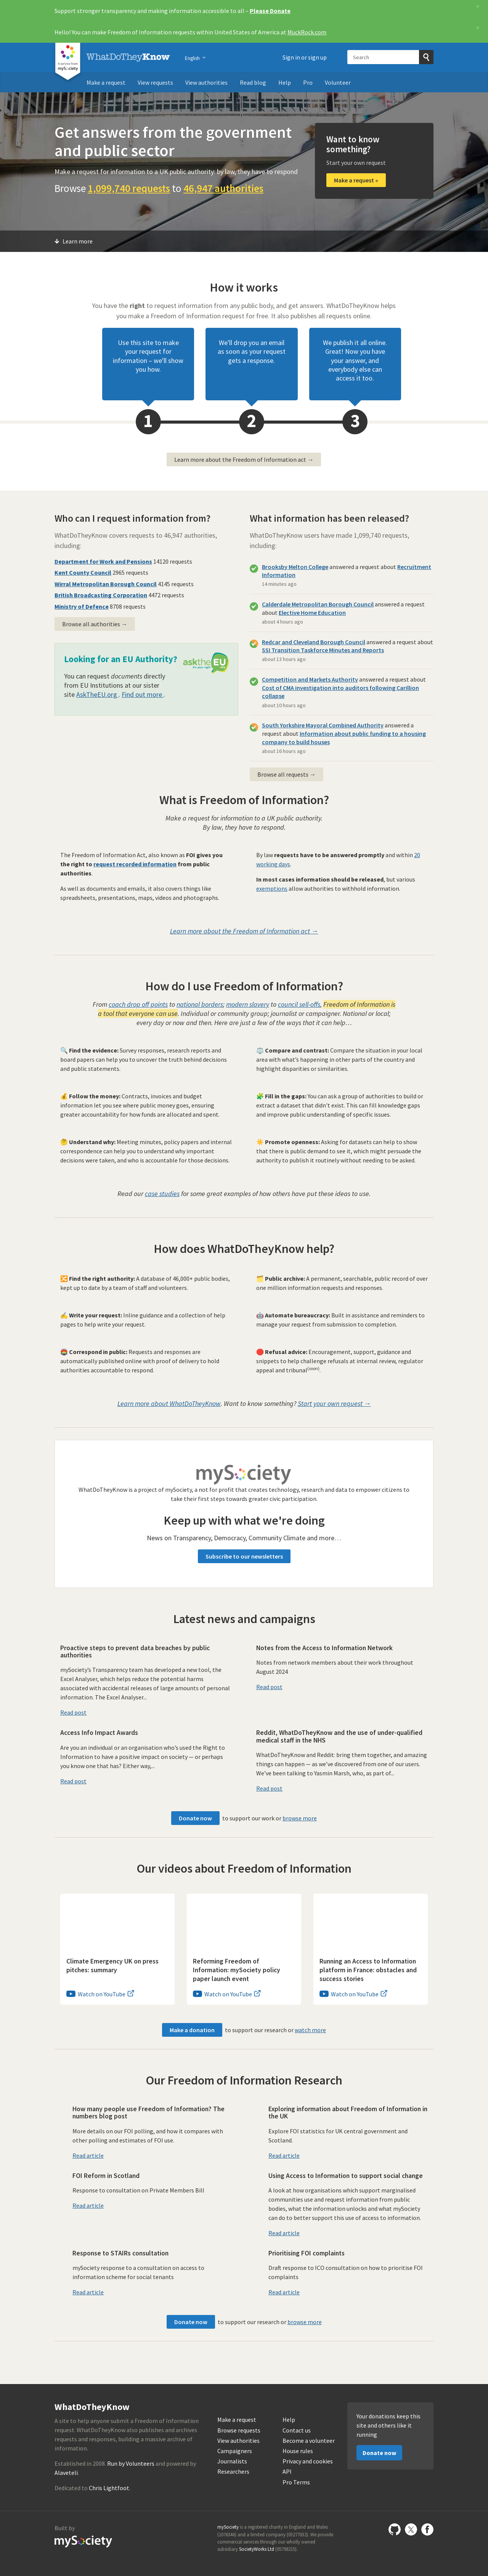 Support stronger transparency and making information accessible to all – Please Donate
Hello! You can make Freedom of Information requests within United States of America at MuckRock.com
WhatDoTheyKnow
English
Sign in or sign up
Search
Make a request
View requests
View authorities
Read blog
Help
Pro
Volunteer
Get answers from the government
and public sector
Make a request for information to a UK public authority: by law, they have to respond
Browse 1,099,740 requests to 46,947 authorities
Want to know
something?
Start your own request
Make a request »
Learn more
How it works
You have the right to request information from any public body, and get answers. WhatDoTheyKnow helps
you make a Freedom of Information request for free. It also publishes all requests online.
Use this site to make
your request for
information – we'll show
you how.
We'll drop you an email
as soon as your request
gets a response.
We publish it all online.
Great! Now you have
your answer, and
everybody else can
access it too.
1
2
3
Learn more about the Freedom of Information act →
Who can I request information from?
WhatDoTheyKnow covers requests to 46,947 authorities,
including:
Department for Work and Pensions 14120 requests
Kent County Council 2965 requests
Wirral Metropolitan Borough Council 4145 requests
British Broadcasting Corporation 4472 requests
Ministry of Defence 8708 requests
Browse all authorities →
Looking for an EU Authority?
asktheEU
You can request documents directly
from EU Institutions at our sister
site AskTheEU.org . Find out more .
What information has been released?
WhatDoTheyKnow users have made 1,099,740 requests,
including:
Brooksby Melton College answered a request about Recruitment
Information
14 minutes ago
Calderdale Metropolitan Borough Council answered a request
about Elective Home Education
about 4 hours ago
Redcar and Cleveland Borough Council answered a request about
SSI Transition Taskforce Minutes and Reports
about 13 hours ago
Competition and Markets Authority answered a request about
Cost of CMA investigation into auditors following Carillion
collapse
about 10 hours ago
South Yorkshire Mayoral Combined Authority answered a
request about Information about public funding to a housing
company to build houses
about 16 hours ago
Browse all requests →
What is Freedom of Information?
Make a request for information to a UK public authority.
By law, they have to respond.
The Freedom of Information Act, also known as FOI gives you
the right to request recorded information from public
authorities.
As well as documents and emails, it also covers things like
spreadsheets, presentations, maps, videos and photographs.
By law requests have to be answered promptly and within 20
working days.
In most cases information should be released, but various
exemptions allow authorities to withhold information.
Learn more about the Freedom of Information act →
How do I use Freedom of Information?
From coach drop off points to national borders; modern slavery to council sell-offs, Freedom of Information is
a tool that everyone can use. Individual or community group; journalist or campaigner. National or local;
every day or now and then. Here are just a few of the ways that it can help you…
🔍 Find the evidence: Survey responses, research reports and
board papers can help you to uncover the truth behind decisions
and public statements.
⚖️ Compare and contrast: Compare the situation in your local
area with what's happening in other parts of the country and
highlight disparities or similarities.
💰 Follow the money: Contracts, invoices and budget
information let you see where public money goes, ensuring
greater accountability for how funds are allocated and spent.
🧩 Fill in the gaps: You can ask a group of authorities to build or
extract a dataset that didn't exist. This can fill knowledge gaps
and improve public understanding of specific issues.
🤔 Understand why: Meeting minutes, policy papers and internal
correspondence can help you to understand why important
decisions were taken, and who is accountable for those decisions.
☀️ Promote openness: Asking for datasets can help to show
that there is public demand to see it, which might persuade the
authority to publish it routinely without needing to be asked.
Read our case studies for some great examples of how others have put these ideas to use.
How does WhatDoTheyKnow help?
🔀 Find the right authority: A database of 46,000+ public bodies,
kept up to date by a team of staff and volunteers.
🗂️ Public archive: A permanent, searchable, public record of over
one million information requests and responses.
✍️ Write your request: Inline guidance and a collection of help
pages to help write your request.
🤖 Automate bureaucracy: Built in assistance and reminders to
manage your request from submission to completion.
Correspond in public: Requests and responses are
automatically published online with proof of delivery to hold
authorities accountable to record.
🛑 Refusal advice: Encouragement, support, guidance and
snippets to help challenge refusals at internal review, regulator
appeal and tribunal(soon).
Learn more about WhatDoTheyKnow. Want to know something? Start your own request →
mySociety
WhatDoTheyKnow is a project of mySociety, a not for profit that creates technology, research and data to empower citizens to
take their first steps towards greater civic participation.
Keep up with what we're doing
News on Transparency, Democracy, Community Climate and more…
Subscribe to our newsletters
Latest news and campaigns
Proactive steps to prevent data breaches by public
authorities
mySociety's Transparency team has developed a new tool, the
Excel Analyser, which helps reduce the potential harms
associated with accidental releases of large amounts of personal
information. The Excel Analyser...
Read post
Notes from the Access to Information Network
Notes from network members about their work throughout
August 2024
Read post
Access Info Impact Awards
Are you an individual or an organisation who's used the Right to
Information to have a positive impact on society — or perhaps
you know one that has? Either way,...
Read post
Reddit, WhatDoTheyKnow and the use of under-qualified
medical staff in the NHS
WhatDoTheyKnow and Reddit: bring them together, and amazing
things can happen — as we've discovered from one of our users.
We've been talking to Yasmin Marsh, who, as part of...
Read post
Donate now to support our work or browse more
Our videos about Freedom of Information
Climate Emergency UK on press
pitches: summary
Watch on YouTube
Reforming Freedom of
Information: mySociety policy
paper launch event
Watch on YouTube
Running an Access to Information
platform in France: obstacles and
success stories
Watch on YouTube
Make a donation to support our research or watch more
Our Freedom of Information Research
How many people use Freedom of Information? The
numbers blog post
More details on our FOI polling, and how it compares with
other polling and estimates of FOI use.
Read article
Exploring information about Freedom of Information in
the UK
Explore FOI statistics for UK central government and
Scotland.
Read article
FOI Reform in Scotland
Response to consultation on Private Members Bill
Read article
Using Access to Information to support social change
A look at how organisations which support marginalised
communities use and request information from public
bodies, what the information unlocks and what mySociety
can do to better support this use of access to information.
Read article
Response to STAIRs consultation
mySociety response to a consultation on access to
information scheme for social tenants
Read article
Prioritising FOI complaints
Draft response to ICO consultation on how to prioritise FOI
complaints
Read article
Donate now to support our research or browse more
WhatDoTheyKnow
A site to help anyone submit a Freedom of Information
request. WhatDoTheyKnow also publishes and archives
requests and responses, building a massive archive of
information.
Established in 2008. Run by Volunteers and powered by
Alaveteli.
Dedicated to Chris Lightfoot.
Make a request
Browse requests
View authorities
Campaigners
Journalists
Researchers
Help
Contact us
Become a volunteer
House rules
Privacy and cookies
API
Pro Terms
Your donations keep this
site and others like it
running
Donate now
Built by
mySociety
mySociety is a registered charity in England and Wales
(1076346) and a limited company (03277032). We provide
commercial services through our wholly owned
subsidiary SocietyWorks Ltd (05798215).